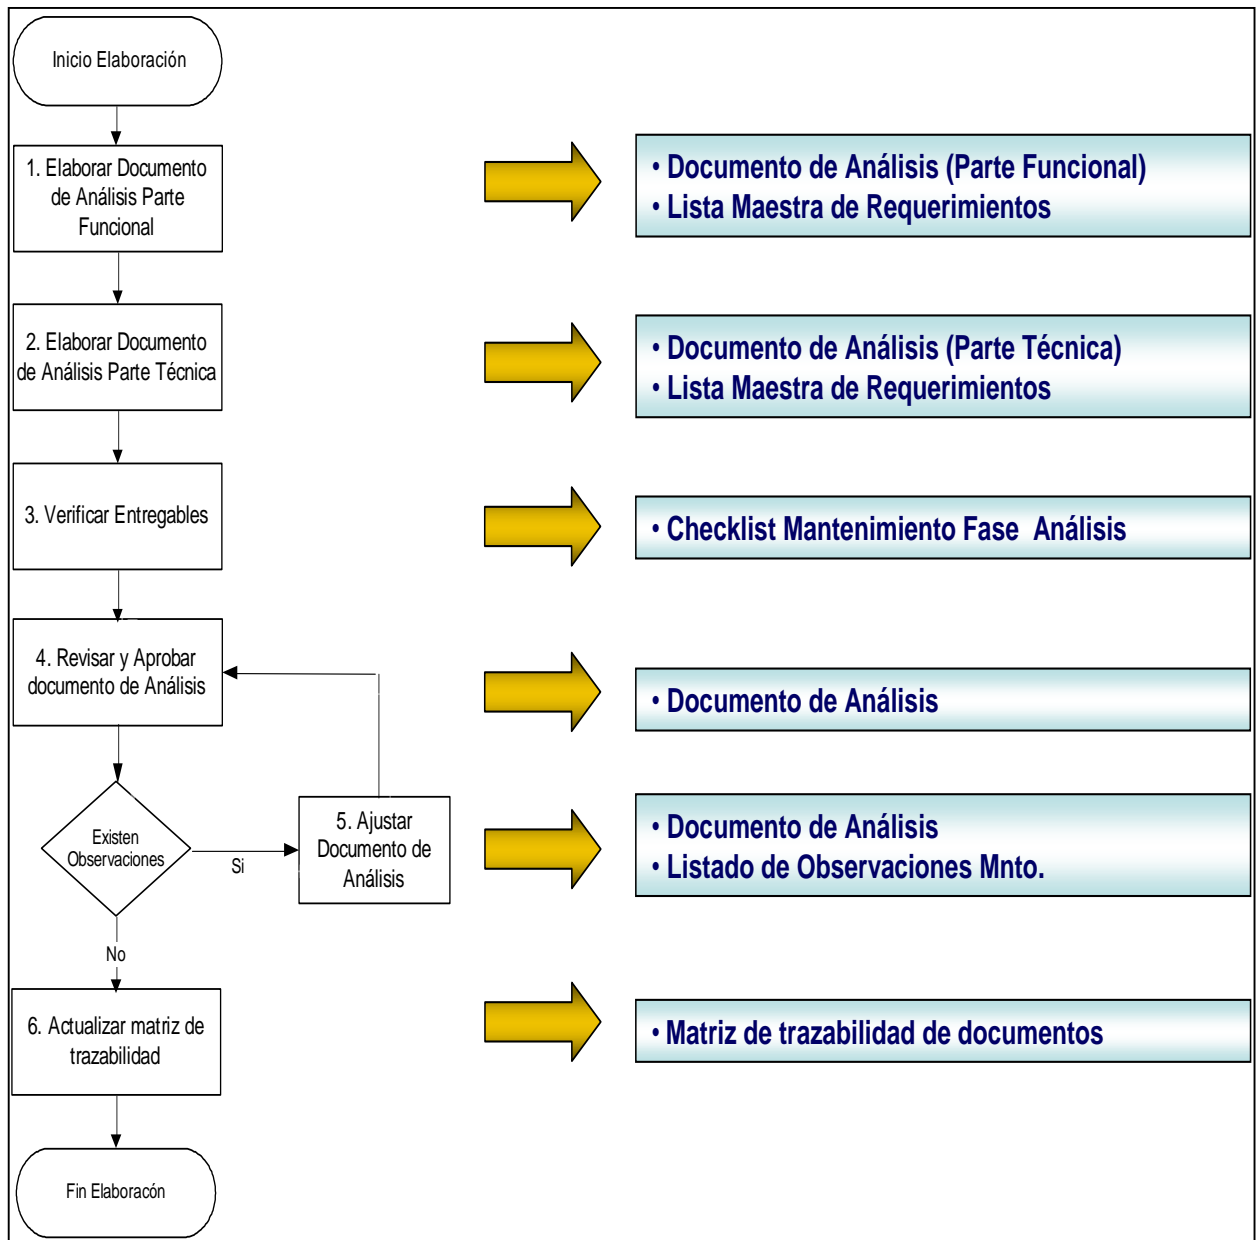 Inicio Elaboración
1. Elaborar Documento
de Análisis Parte
Funcional
• Documento de Análisis (Parte Funcional)
• Lista Maestra de Requerimientos
2. Elaborar Documento
de Análisis Parte Técnica
• Documento de Análisis (Parte Técnica)
• Lista Maestra de Requerimientos
3. Verificar Entregables
• Checklist Mantenimiento Fase  Análisis
4. Revisar y Aprobar
documento de Análisis
• Documento de Análisis
Existen
Observaciones
Si
5. Ajustar
Documento de
Análisis
• Documento de Análisis
• Listado de Observaciones Mnto.
No
6. Actualizar matriz de
trazabilidad
• Matriz de trazabilidad de documentos
Fin Elaboracón